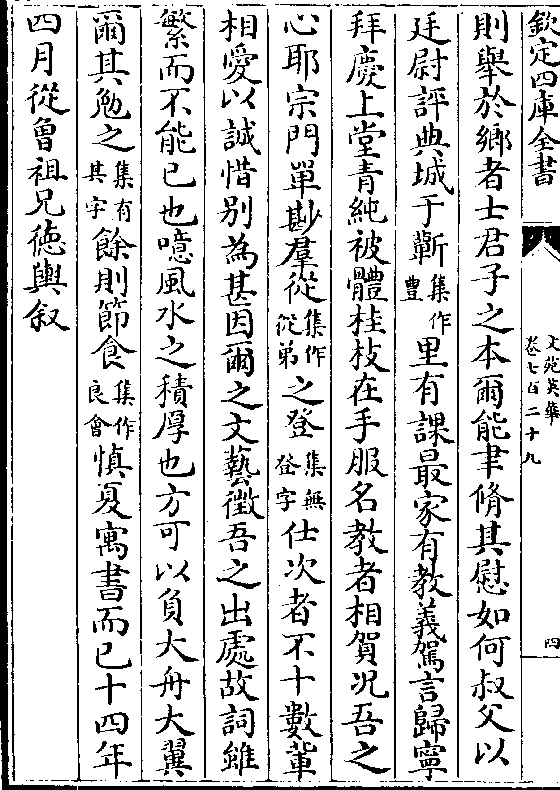 欽定四庫全書
文苑英華
卷七百二十九
四
則舉於鄉者士君子之本爾能聿脩其慰如何叔父以
廷尉評典城于蘄集作豊里有課最家有教義駕言歸寧
拜慶上堂青純被體桂枝在手服名教者相賀况吾之
心耶宗門單尠羣從集作從弟之登集無登字仕次者不十數軰
相愛以誠惜别為甚因爾之文藝徴吾之出處故詞雖
繁而不能已也噫風水之積厚也方可以負大舟大翼
爾其勉之集有其字餘則節食集作良會慎夏寓書而已十四年
四月從曾祖兄徳輿叙